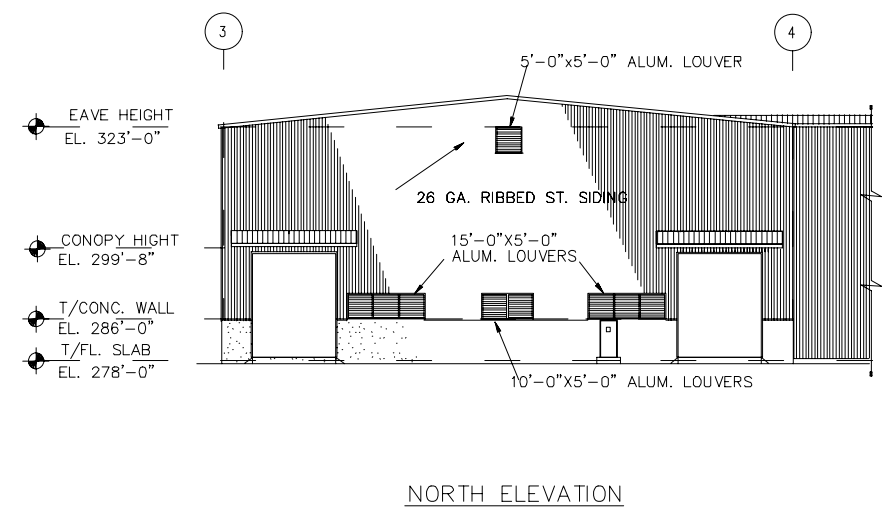 3
4
5'-0"x5'-0" ALUM. LOUVER
EAVE HEIGHT
EL. 323'-0"
26 GA. RIBBED ST. SIDING
CONOPY HIGHT
EL. 299'-8"
15'-0"X5'-0"
ALUM. LOUVERS
T/CONC. WALL
EL. 286'-0"
T/FL. SLAB
EL. 278'-0"
10'-0"X5'-0" ALUM. LOUVERS
NORTH ELEVATION